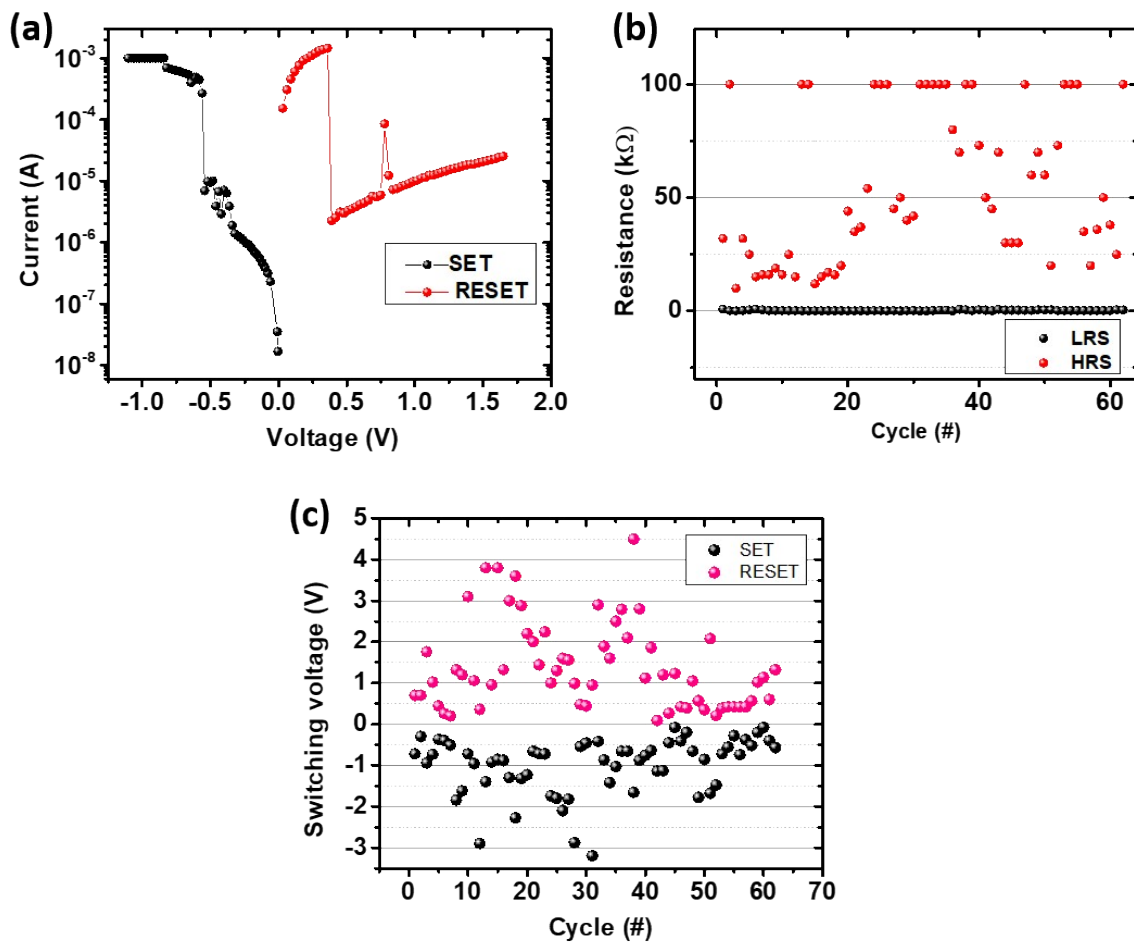 (a)
10⁻³
10⁻⁴
10⁻⁵
10⁻⁶
10⁻⁷
10⁻⁸
Current (A)
SET
RESET
-1.0 -0.5 0.0 0.5 1.0 1.5 2.0
Voltage (V)
(b)
100
50
0
Resistance (kΩ)
LRS
HRS
0 20 40 60
Cycle (#)
(c)
5
4
3
2
1
0
-1
-2
-3
Switching voltage (V)
SET
RESET
0 10 20 30 40 50 60 70
Cycle (#)